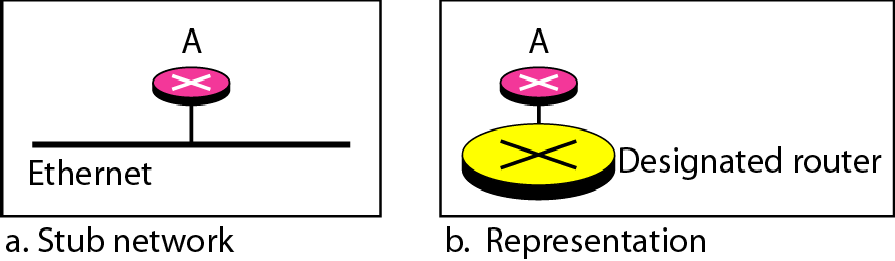 A
Ethernet
a. Stub network
A
Designated router
b. Representation